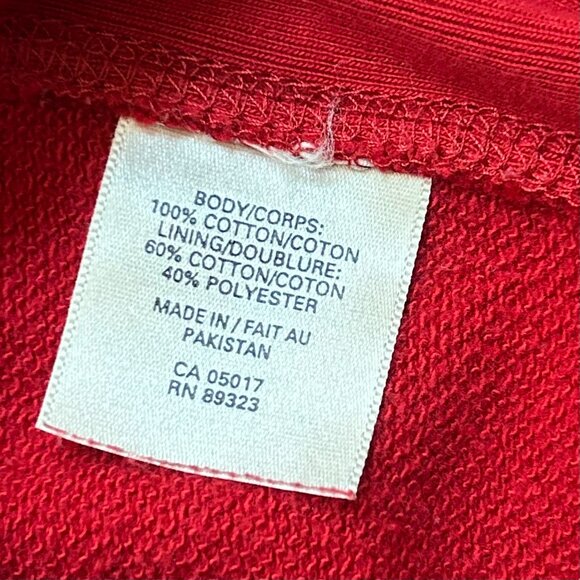 BODY/CORPS:
100% COTTON/COTON
LINING/DOUBLURE:
60% COTTON/COTON
40% POLYESTER
MADE IN / FAIT AU
PAKISTAN
CA 05017
RN 89323